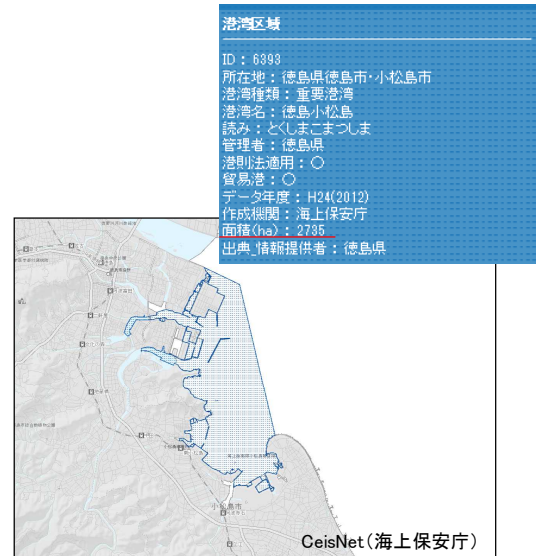 港湾区域
ID：6393
所在地：徳島県徳島市・小松島市
港湾種類：重要港湾
港湾名：徳島小松島
読み：とくしまこまつしま
管理者：徳島県
港則法適用：○
貿易港：○
データ年度：H24(2012)
作成機関：海上保安庁
面積(ha)：2735
出典_情報提供者：徳島県
小松島市
CeisNet（海上保安庁）